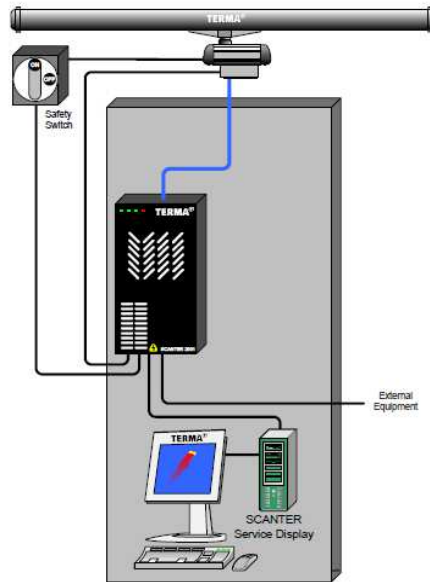 TERMA®
ON
OFF
Safety
Switch
TERMA®
SCANTER 2001
External
Equipment
TERMA®
SCANTER
Service Display